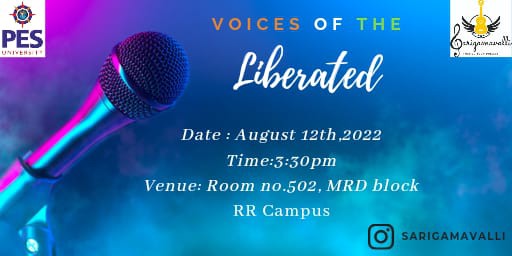 PES
UNIVERSITY
Sarigamavalli
VOICES OF THE
Liberated
Date : August 12th,2022
Time:3:30pm
Venue: Room no.502, MRD block
RR Campus
SARIGAMAVALLI